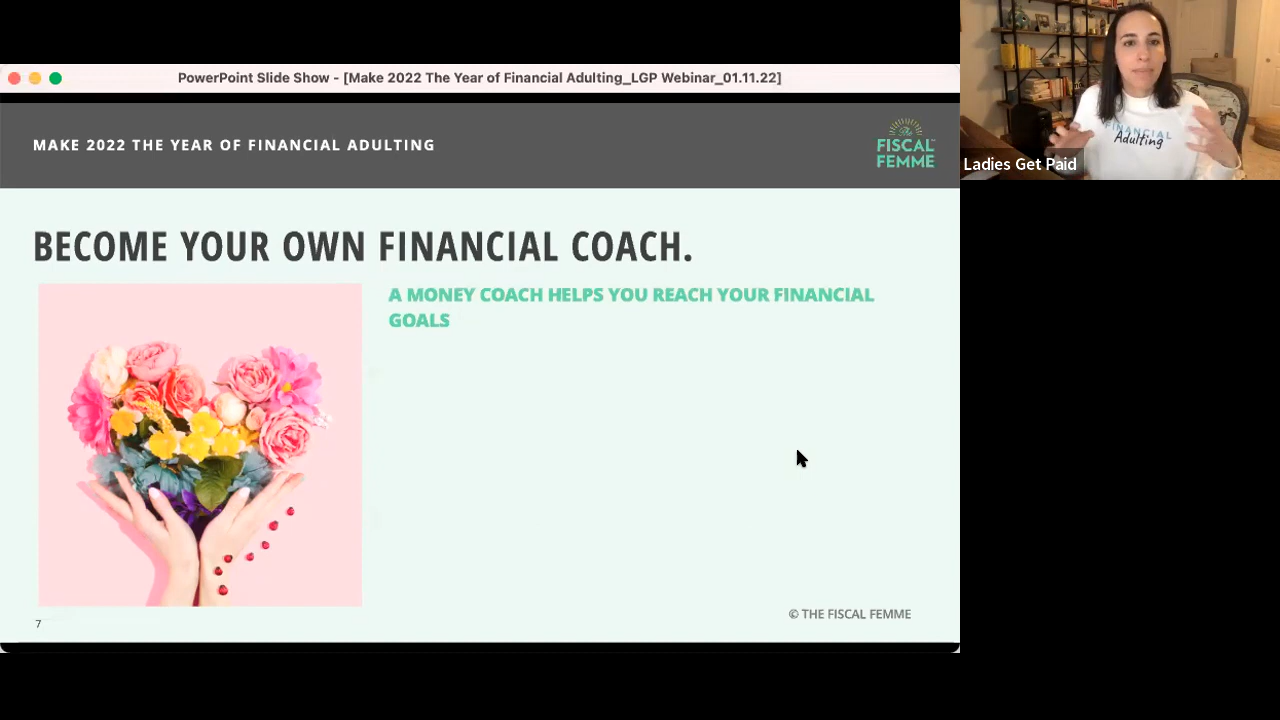 PowerPoint Slide Show - [Make 2022 The Year of Financial Adulting_LGP Webinar_01.11.22]
MAKE 2022 THE YEAR OF FINANCIAL ADULTING
The
FISCAL
FEMME
BECOME YOUR OWN FINANCIAL COACH.
A MONEY COACH HELPS YOU REACH YOUR FINANCIAL
GOALS
© THE FISCAL FEMME
7
FINANCIAL
Adulting
Ladies Get Paid